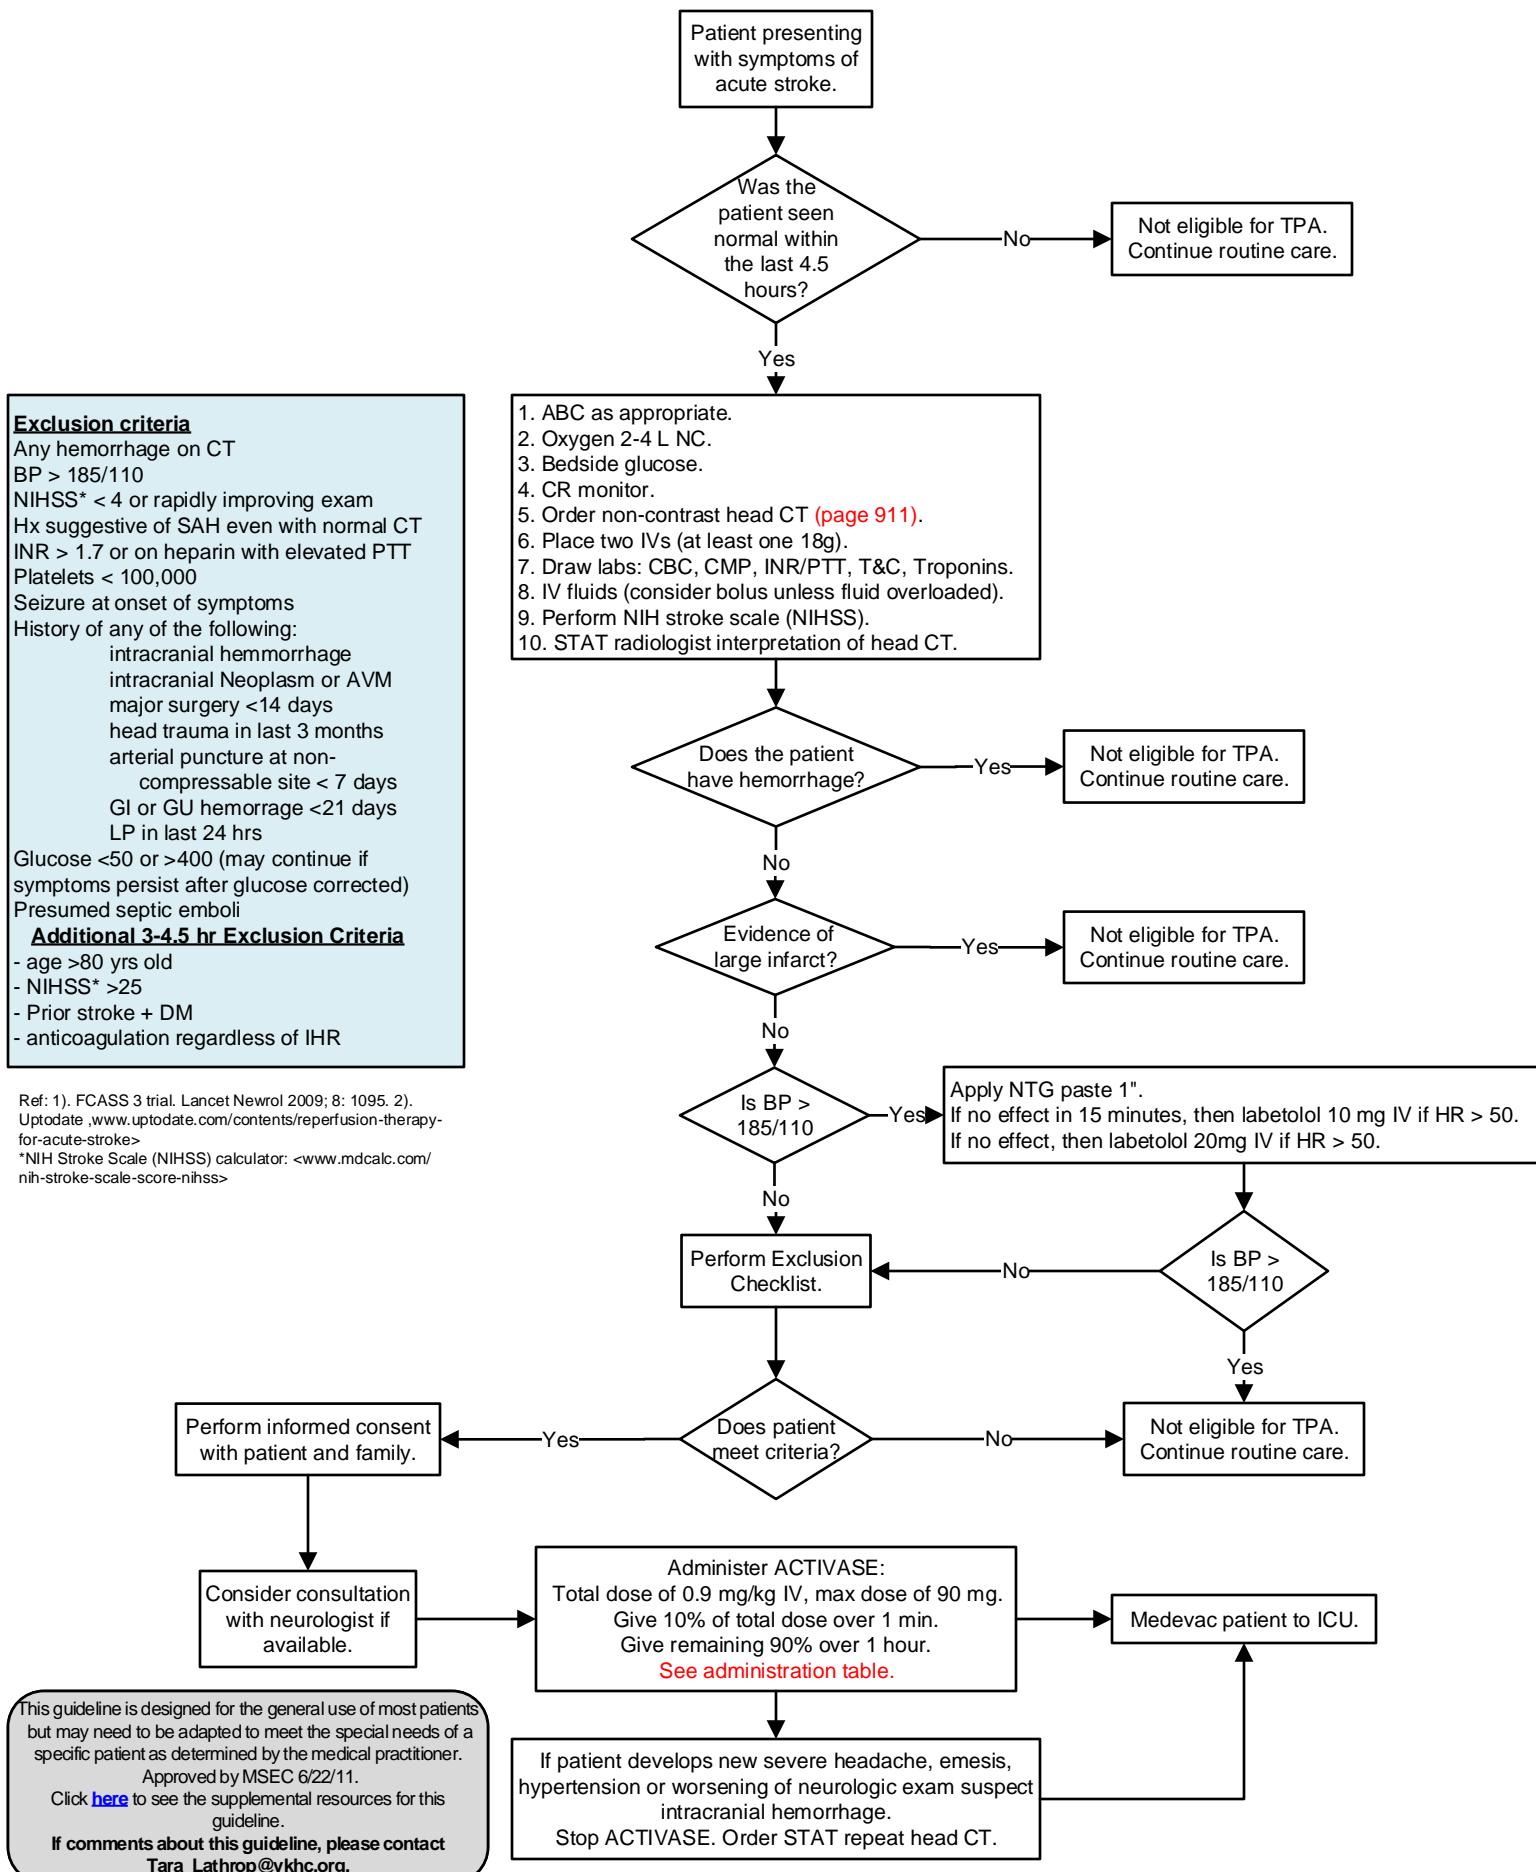 Patient presenting
with symptoms of
acute stroke.
Was the
patient seen
normal within
the last 4.5
hours?
No
Not eligible for TPA.
Continue routine care.
Yes
1. ABC as appropriate.
2. Oxygen 2-4 L NC.
3. Bedside glucose.
4. CR monitor.
5. Order non-contrast head CT (page 911).
6. Place two IVs (at least one 18g).
7. Draw labs: CBC, CMP, INR/PTT, T&C, Troponins.
8. IV fluids (consider bolus unless fluid overloaded).
9. Perform NIH stroke scale (NIHSS).
10. STAT radiologist interpretation of head CT.
Exclusion criteria
Any hemorrhage on CT
BP > 185/110
NIHSS* < 4 or rapidly improving exam
Hx suggestive of SAH even with normal CT
INR > 1.7 or on heparin with elevated PTT
Platelets < 100,000
Seizure at onset of symptoms
History of any of the following:
intracranial hemmorrhage
intracranial Neoplasm or AVM
major surgery <14 days
head trauma in last 3 months
arterial puncture at non-
compressable site < 7 days
GI or GU hemorrage <21 days
LP in last 24 hrs
Glucose <50 or >400 (may continue if
symptoms persist after glucose corrected)
Presumed septic emboli
Additional 3-4.5 hr Exclusion Criteria
- age >80 yrs old
- NIHSS* >25
- Prior stroke + DM
- anticoagulation regardless of IHR
Ref: 1). FCASS 3 trial. Lancet Newrol 2009; 8: 1095. 2).
Uptodate ,www.uptodate.com/contents/reperfusion-therapy-
for-acute-stroke>
*NIH Stroke Scale (NIHSS) calculator: <www.mdcalc.com/
nih-stroke-scale-score-nihss>
Does the patient
have hemorrhage?
Yes
Not eligible for TPA.
Continue routine care.
No
Evidence of
large infarct?
Yes
Not eligible for TPA.
Continue routine care.
No
Is BP >
185/110
Yes
Apply NTG paste 1".
If no effect in 15 minutes, then labetolol 10 mg IV if HR > 50.
If no effect, then labetolol 20mg IV if HR > 50.
No
Perform Exclusion
Checklist.
No
Is BP >
185/110
Yes
Does patient
meet criteria?
No
Not eligible for TPA.
Continue routine care.
Yes
Perform informed consent
with patient and family.
Consider consultation
with neurologist if
available.
Administer ACTIVASE:
Total dose of 0.9 mg/kg IV, max dose of 90 mg.
Give 10% of total dose over 1 min.
Give remaining 90% over 1 hour.
See administration table.
Medevac patient to ICU.
If patient develops new severe headache, emesis,
hypertension or worsening of neurologic exam suspect
intracranial hemorrhage.
Stop ACTIVASE. Order STAT repeat head CT.
This guideline is designed for the general use of most patients
but may need to be adapted to meet the special needs of a
specific patient as determined by the medical practitioner.
Approved by MSEC 6/22/11.
Click here to see the supplemental resources for this
guideline.
If comments about this guideline, please contact
Tara_Lathrop@ykhc.org.